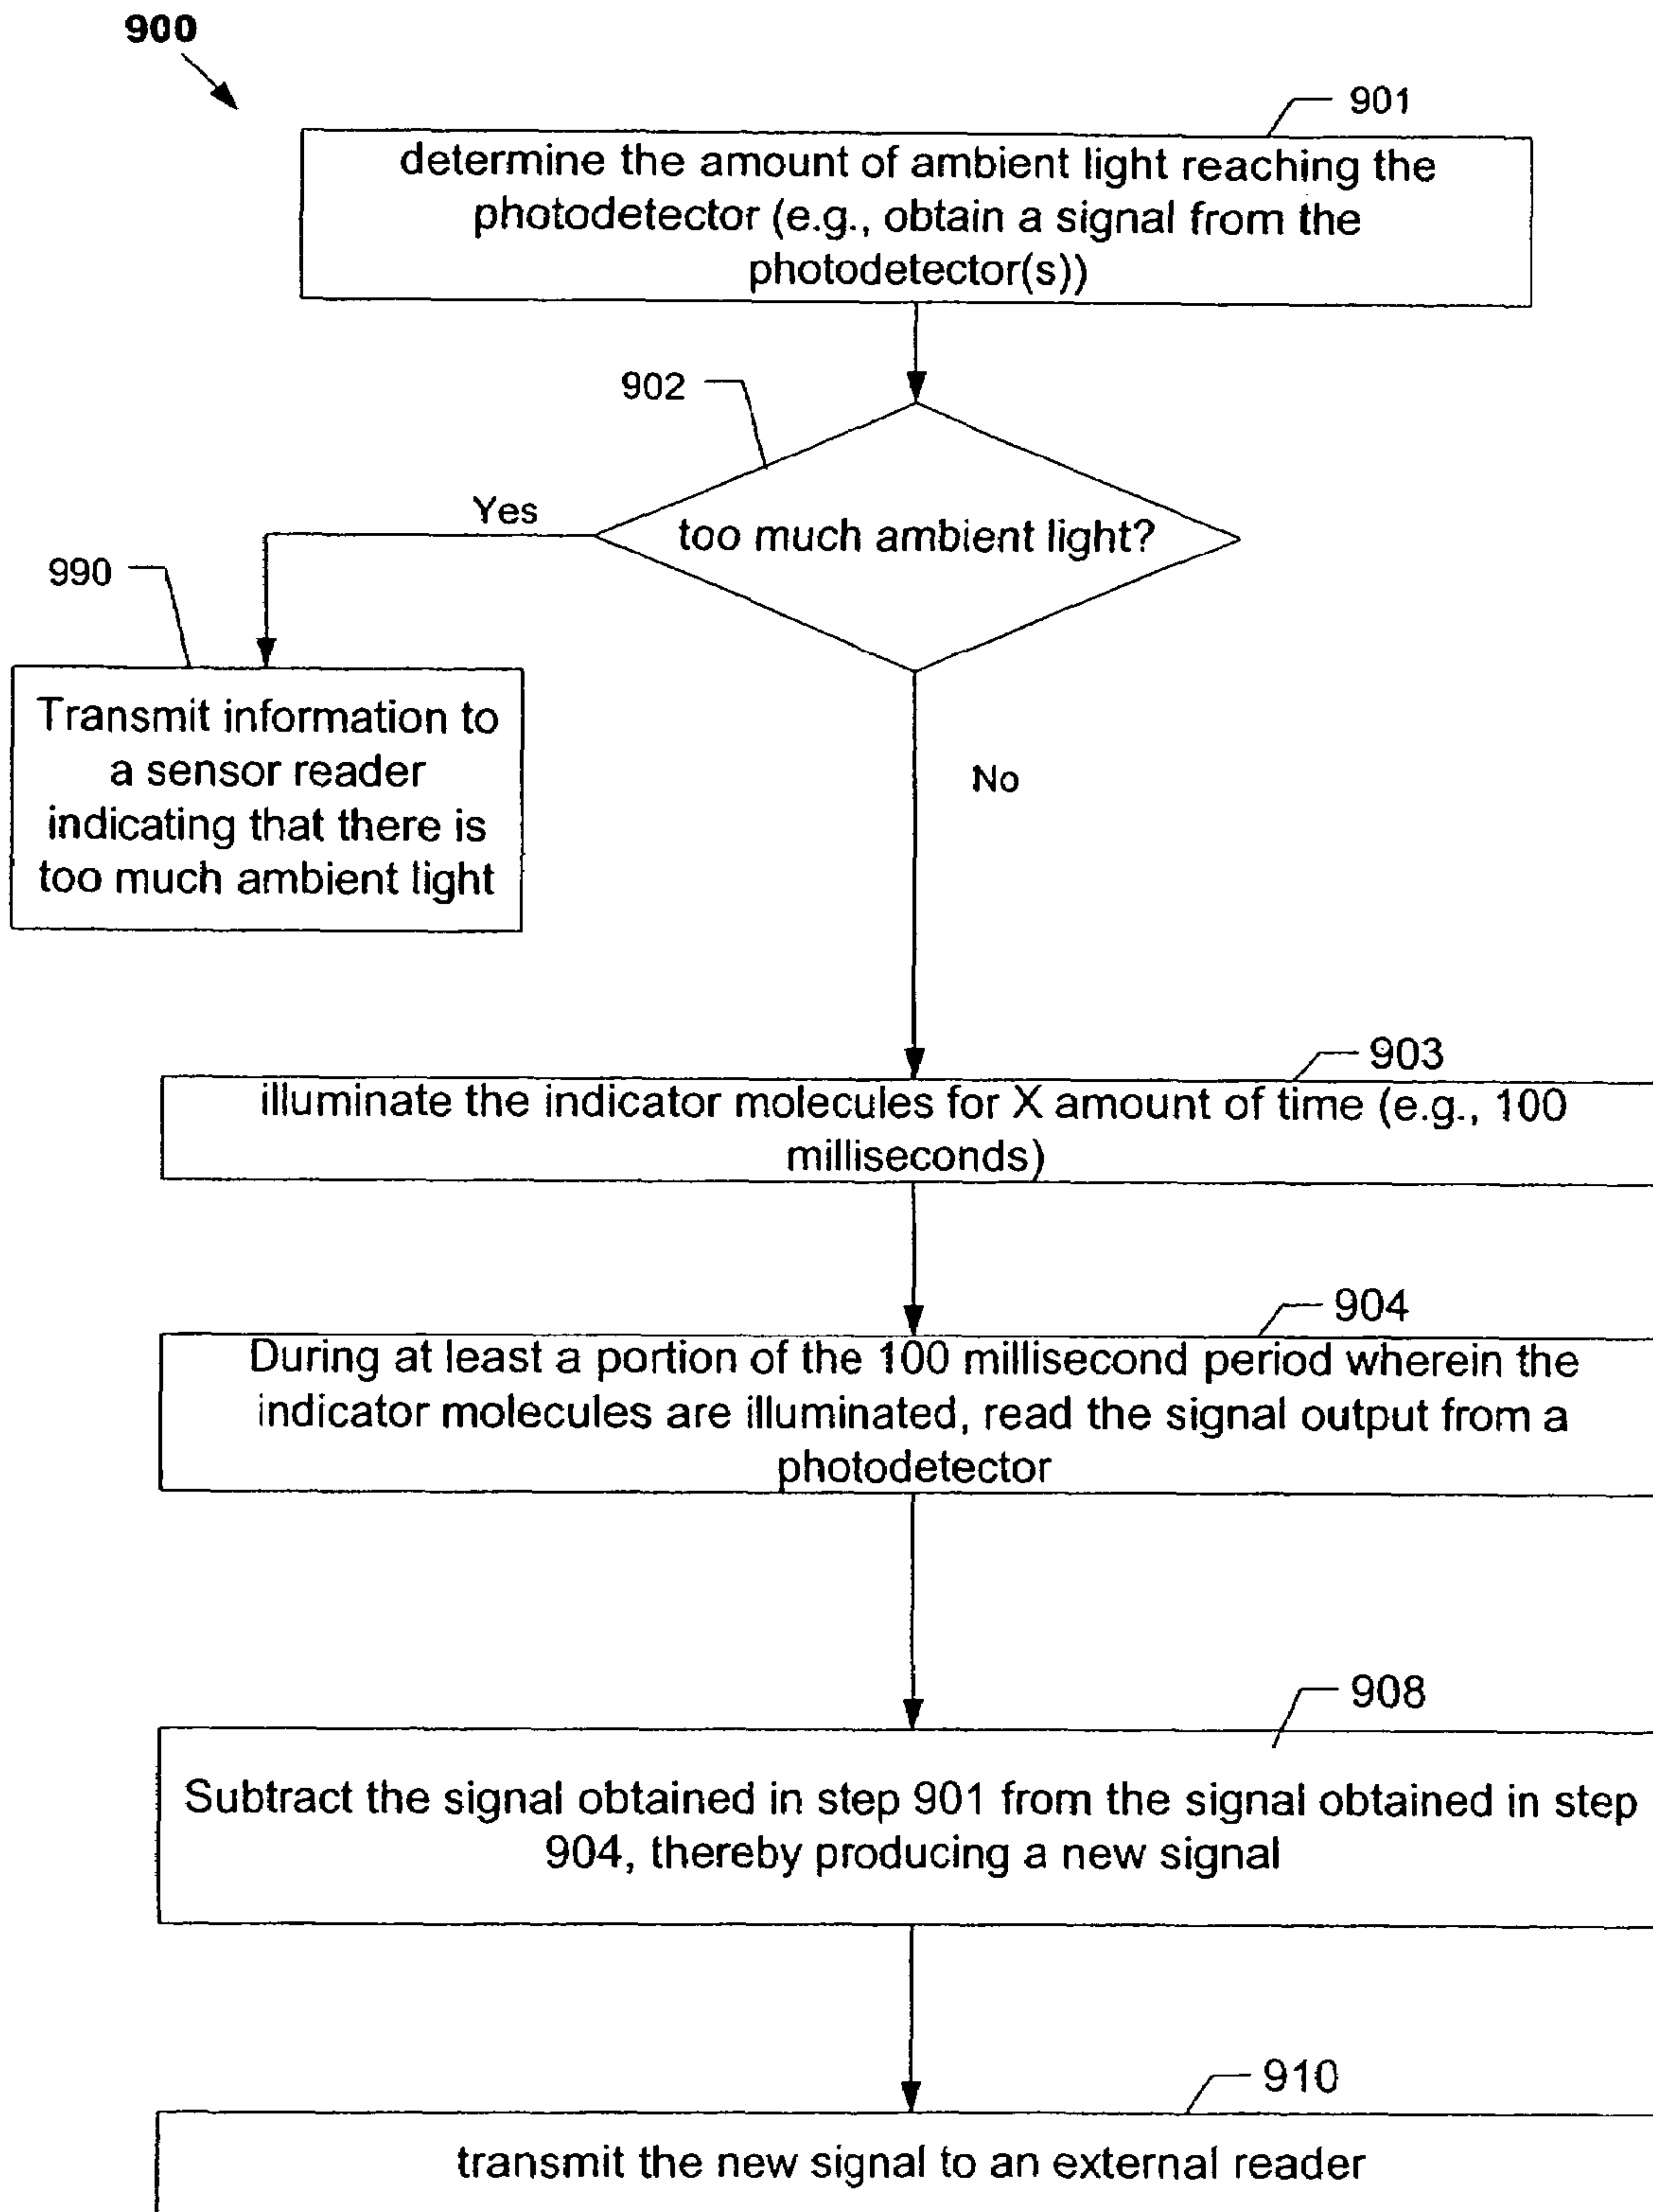 900
901
determine the amount of ambient light reaching the
photodetector (e.g., obtain a signal from the
photodetector(s))
902
too much ambient light?
Yes
990
Transmit information to
a sensor reader
indicating that there is
too much ambient light
No
903
illuminate the indicator molecules for X amount of time (e.g., 100
milliseconds)
904
During at least a portion of the 100 millisecond period wherein the
indicator molecules are illuminated, read the signal output from a
photodetector
908
Subtract the signal obtained in step 901 from the signal obtained in step
904, thereby producing a new signal
910
transmit the new signal to an external reader